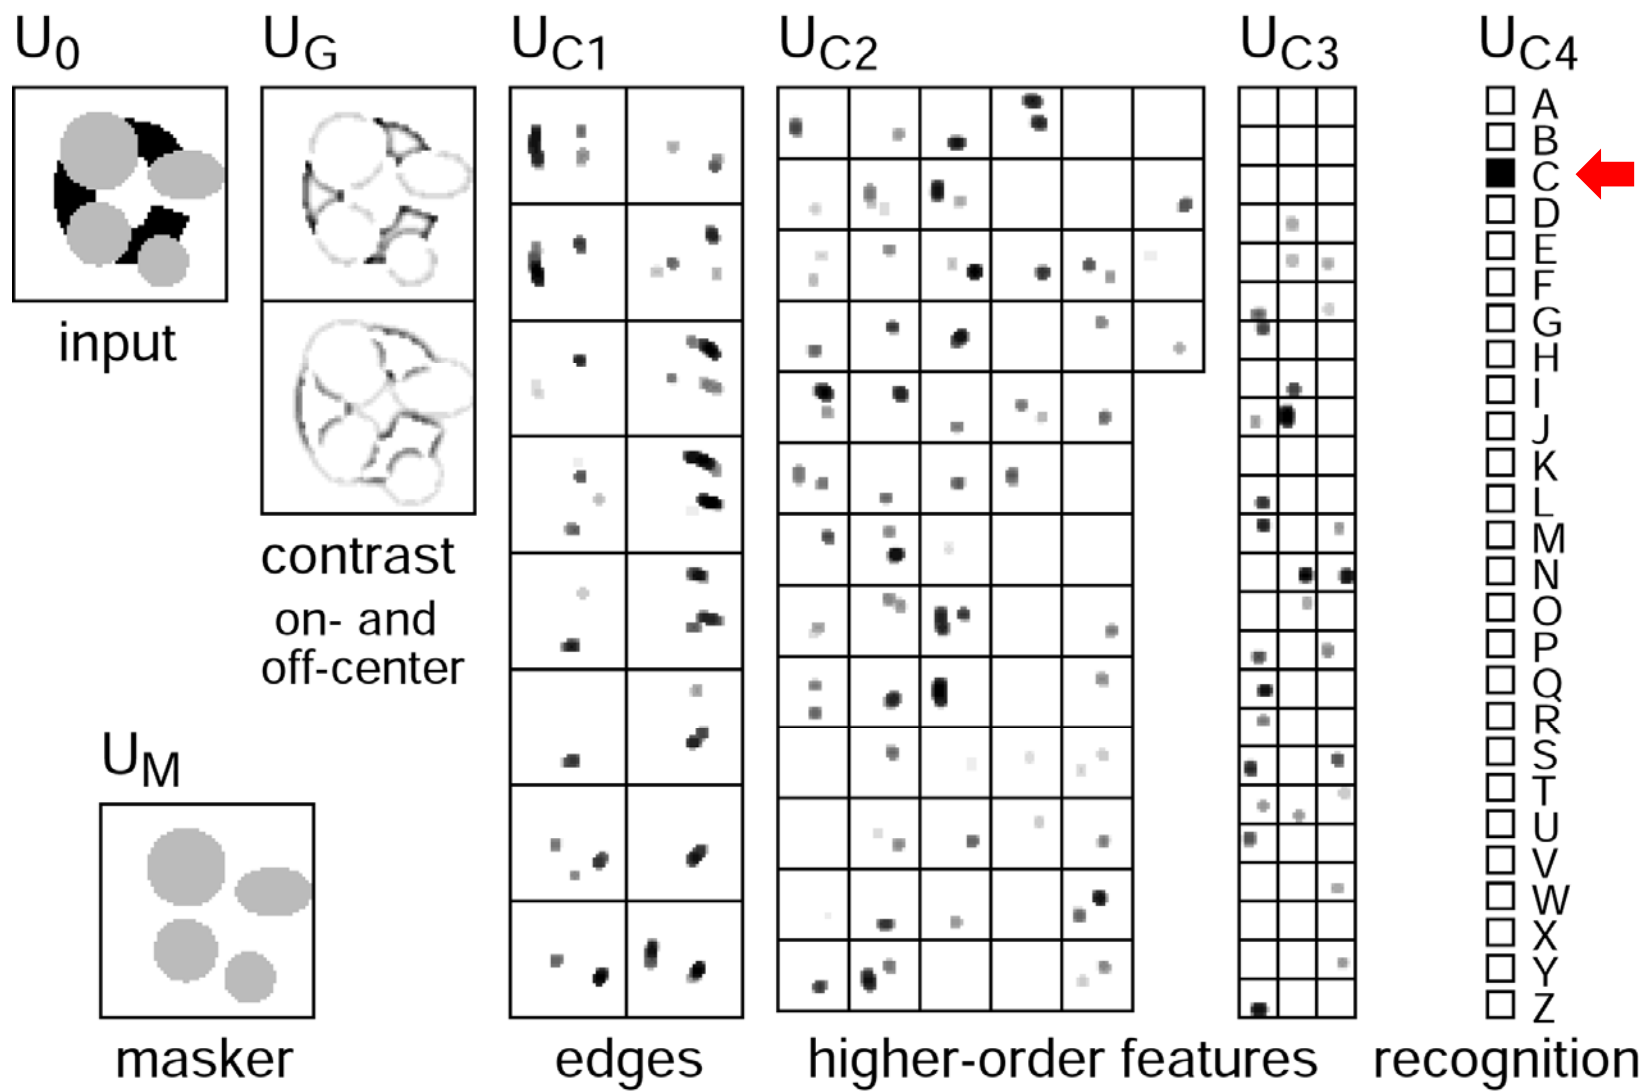 U0 UG UC1 UC2 UC3 UC4
input
contrast
on- and
off-center
UM
masker
edges
higher-order features
recognition
A
B
C
D
E
F
G
H
I
J
K
L
M
N
O
P
Q
R
S
T
U
V
W
X
Y
Z